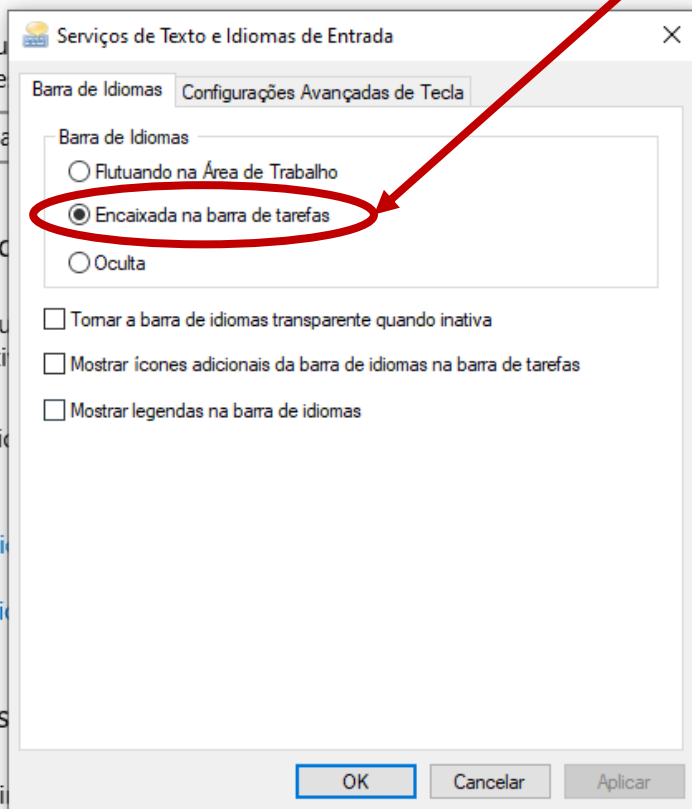 Serviços de Texto e Idiomas de Entrada
Barra de Idiomas
Configurações Avançadas de Tecla
Barra de Idiomas
Flutuando na Área de Trabalho
Encaixada na barra de tarefas
Oculta
Tornar a barra de idiomas transparente quando inativa
Mostrar ícones adicionais da barra de idiomas na barra de tarefas
Mostrar legendas na barra de idiomas
OK
Cancelar
Aplicar